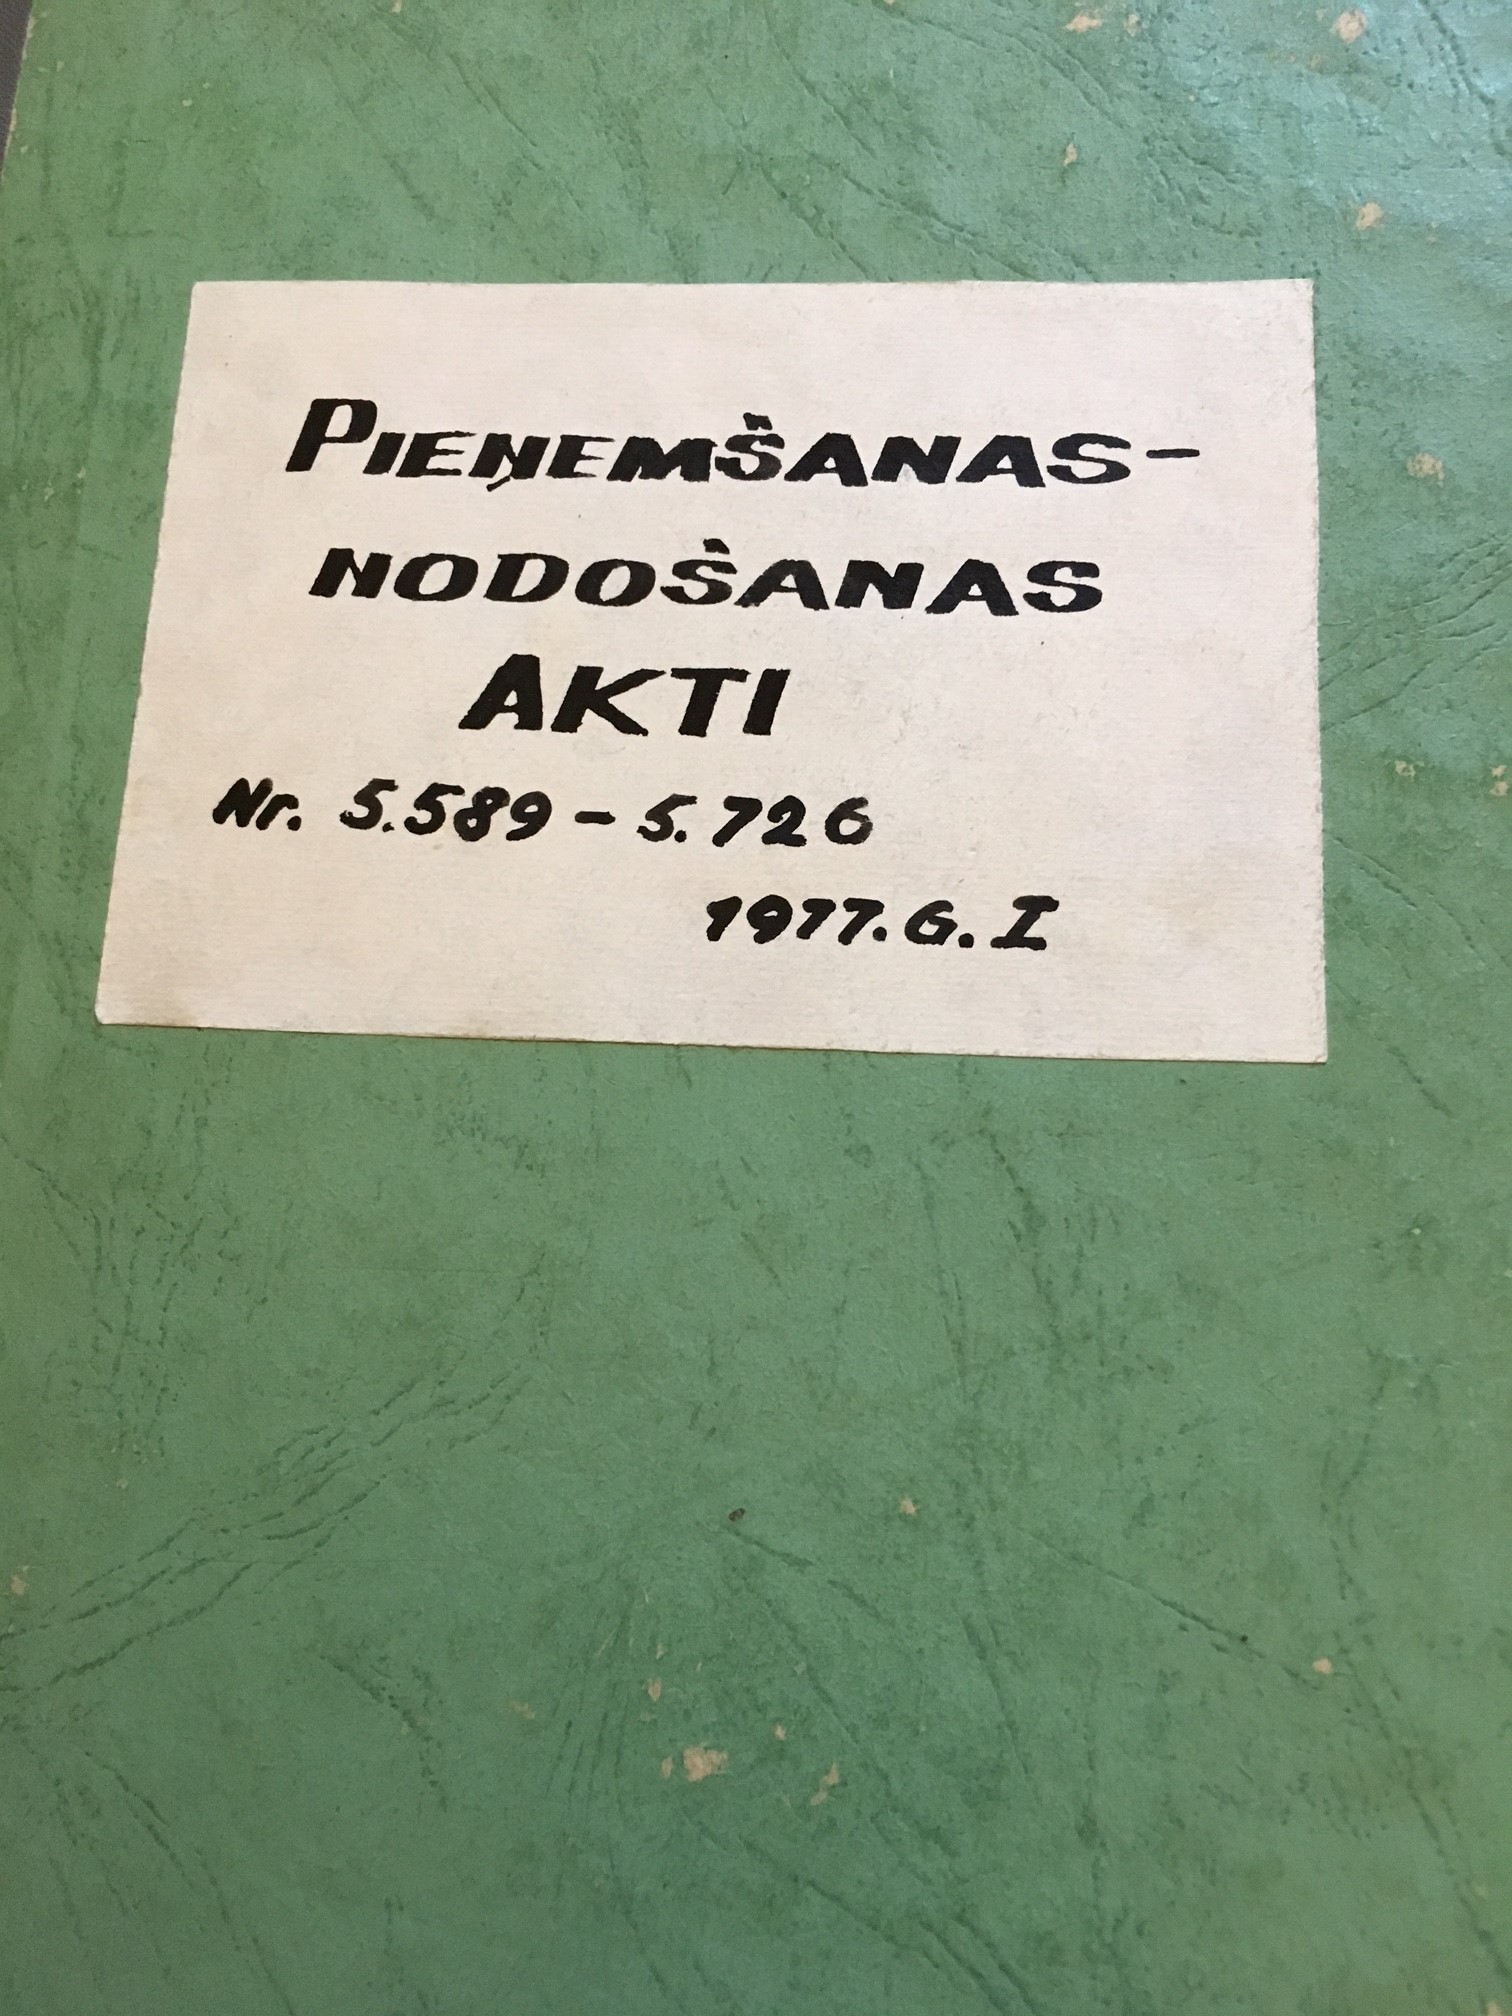 PIEŅEMŠANAS-
NODOŠANAS
AKTI
Nr. 5.589 - 5.726
1977.G. I